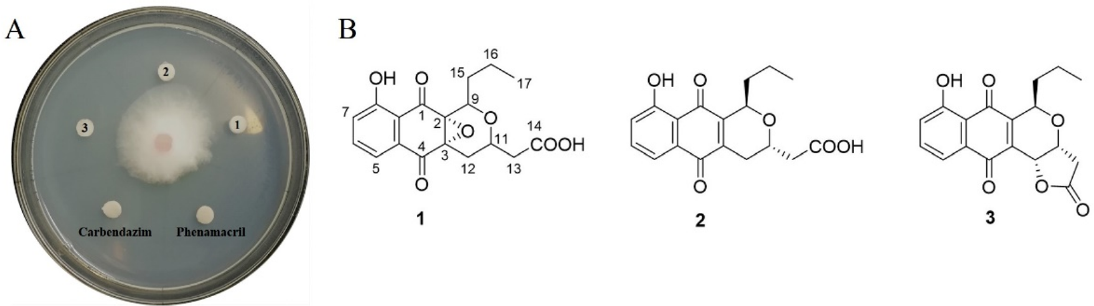 A
2
3
1
Carbendazim
Phenamacril
B
16
15
17
OH
O
7
1
9
2
O
O
14
11
COOH
3
4
5
12
13
O
1
OH
O
O
COOH
O
2
OH
O
O
O
O
O
3